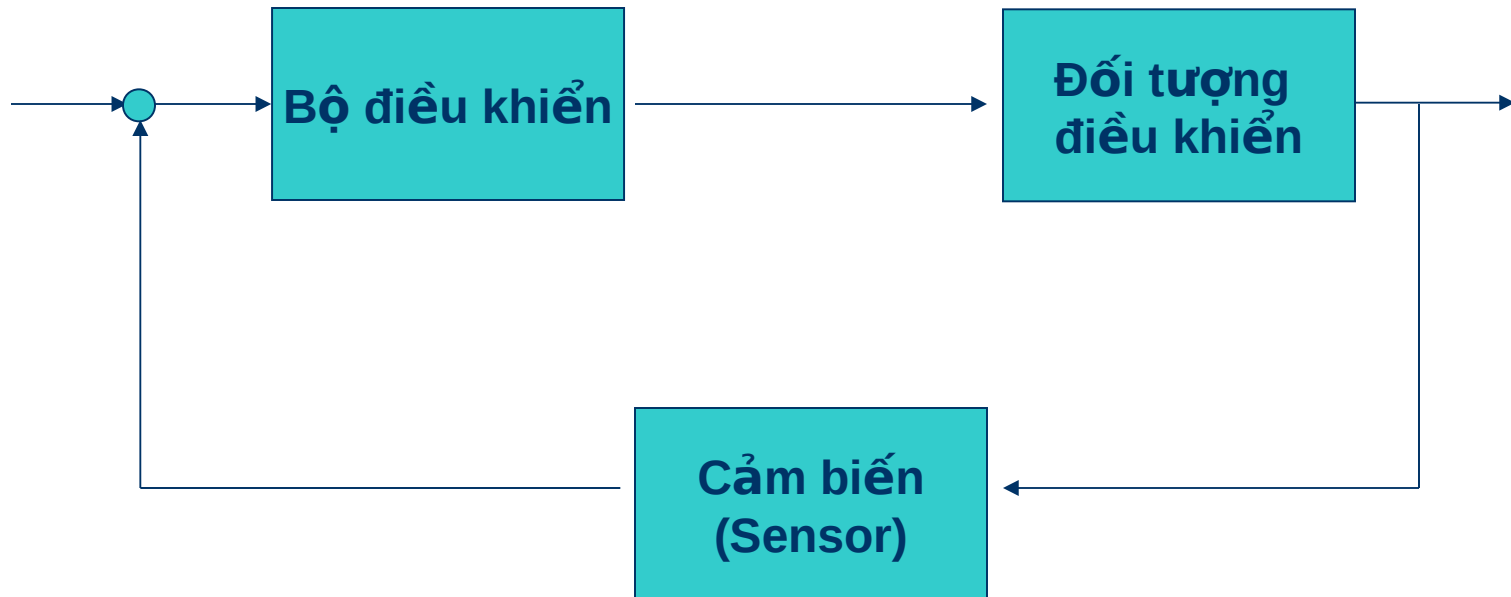 Bộ điều khiển
Đối tượng
điều khiển
Cảm biến
(Sensor)